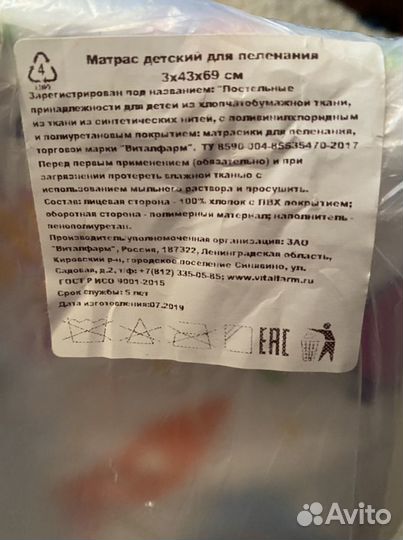 4
Матрас детский для пеленания
3х43х69 см
Зарегистрирован под названием: "Постельные
принадлежности для детей из хлопчатобумажной ткани,
из ткани из синтетических нитей, с поливинилхлоридным
и полиуретановым покрытием: матрасики для пеленания,
торговой марки "Виталфарм". ТУ 8590-004-85535470-2017
Перед первым применением (обязательно) и при
загрязнении протереть влажной тканью с
использованием мыльного раствора и просушить.
Состав: лицевая сторона - 100% хлопок с ПВХ покрытием;
оборотная сторона - полимерный материал; наполнитель -
пенополиуретан.
Производитель уполномоченная организация: ЗАО
"Виталфарм", Россия, 187322, Ленинградская область,
Кировский р-н, городское поселение Синявино, ул.
Садовая, д.2, т/ф: +7(812) 335-05-85; www.vitalfarm.ru
ГОСТ Р ИСО 9001-2015
Срок службы: 5 лет
Дата изготовления:07.2019
EAC
Avito